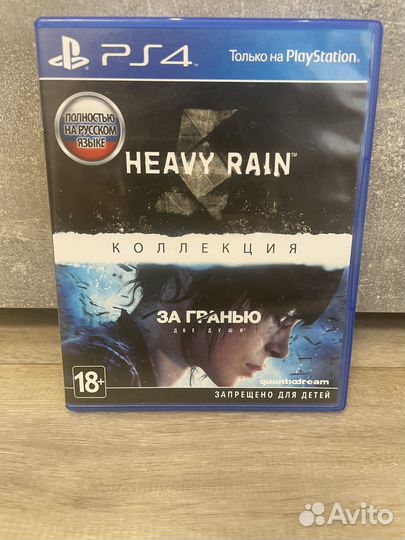 PS4
Только на PlayStation
ПОЛНОСТЬЮ
НА РУССКОМ
ЯЗЫКЕ
HEAVY RAIN™
КОЛЛЕКЦИЯ
ЗА ГРАНЬЮ
ДВЕ ДУШИ
18+
quanticdream
ЗАПРЕЩЕНО ДЛЯ ДЕТЕЙ
Avito